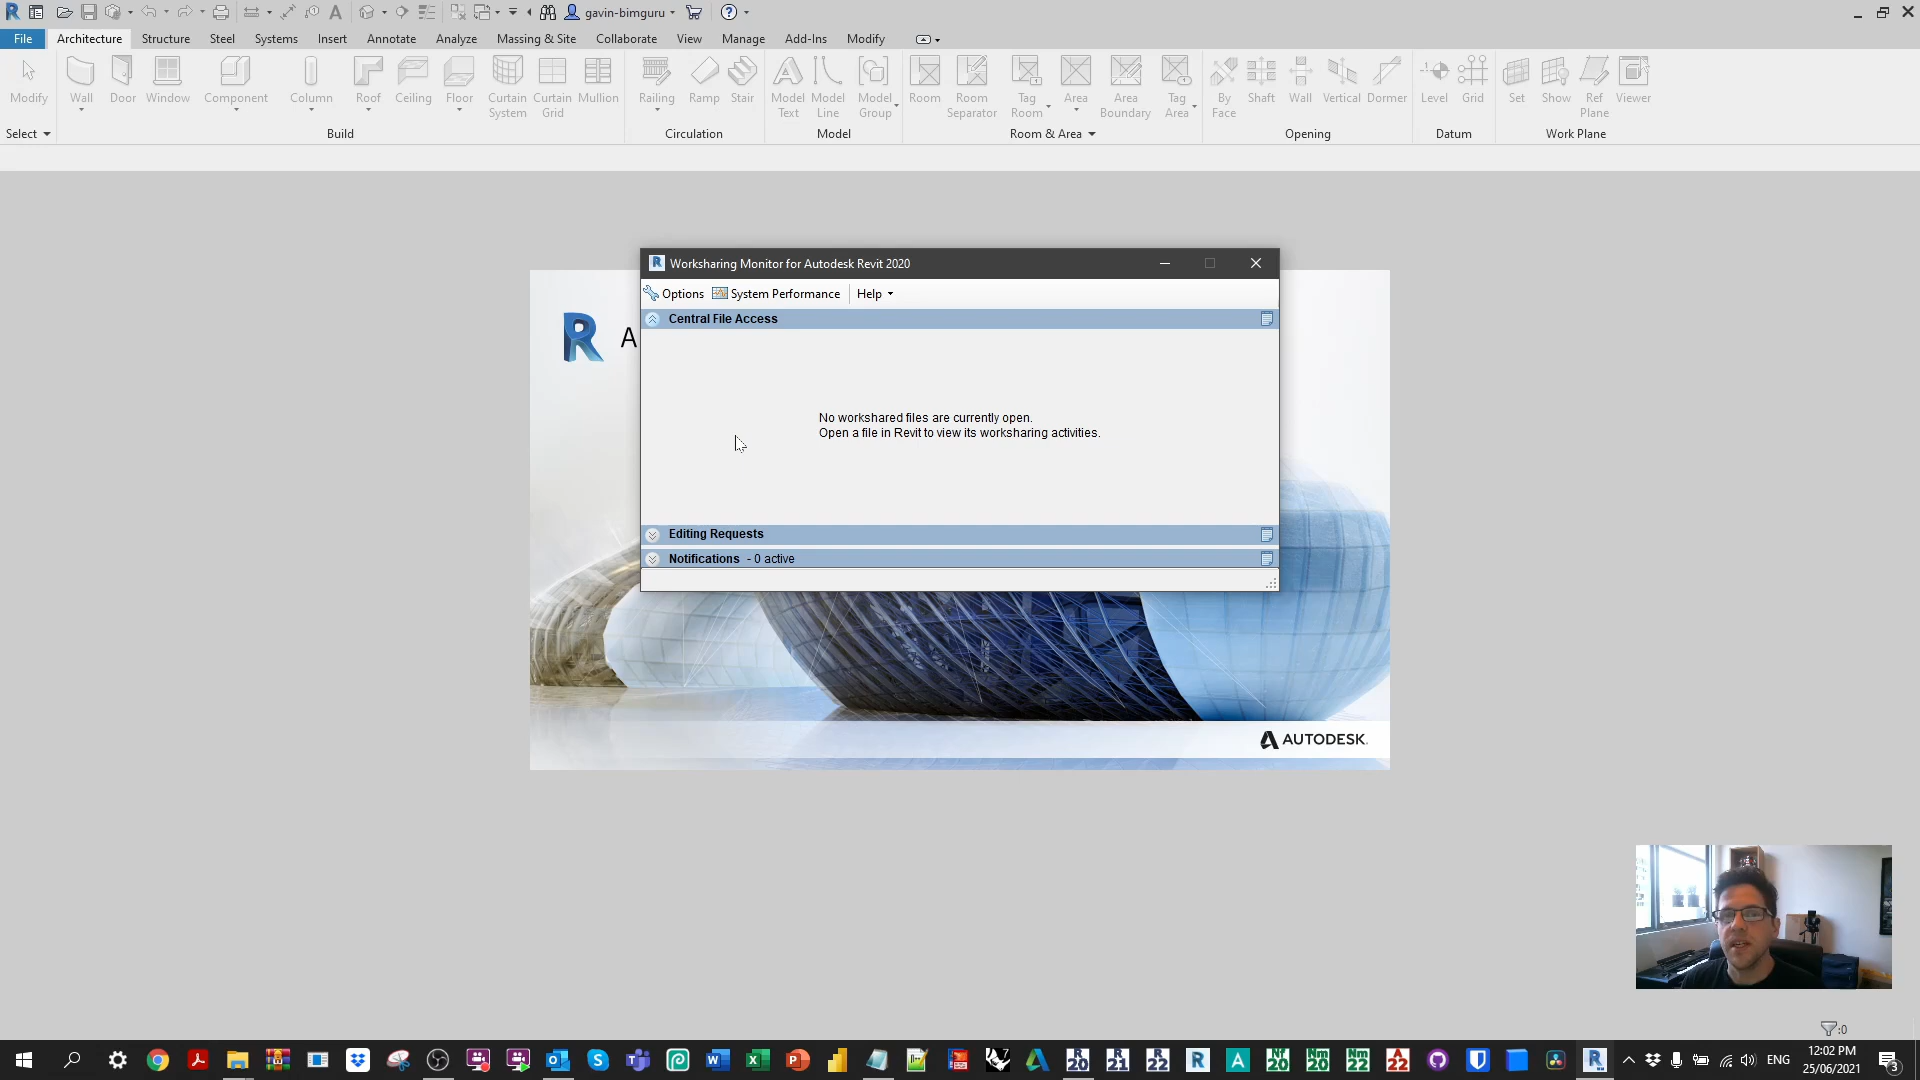 gavin-bimguru
File Architecture Structure Steel Systems Insert Annotate Analyze Massing & Site Collaborate View Manage Add-Ins Modify
Modify Wall Door Window Component Column Roof Ceiling Floor Curtain System Curtain Grid Mullion Railing Ramp Stair Model Text Model Line Model Group Room Room Separator Tag Room Area Area Boundary Tag Area By Face Shaft Wall Vertical Dormer Level Grid Set Show Ref Plane Viewer
Select Build Circulation Model Room & Area Opening Datum Work Plane
Worksharing Monitor for Autodesk Revit 2020
Options System Performance Help
Central File Access
R A
No workshared files are currently open.
Open a file in Revit to view its worksharing activities.
Editing Requests
Notifications - 0 active
AUTODESK.
:0
ENG 12:02 PM
25/06/2021
3